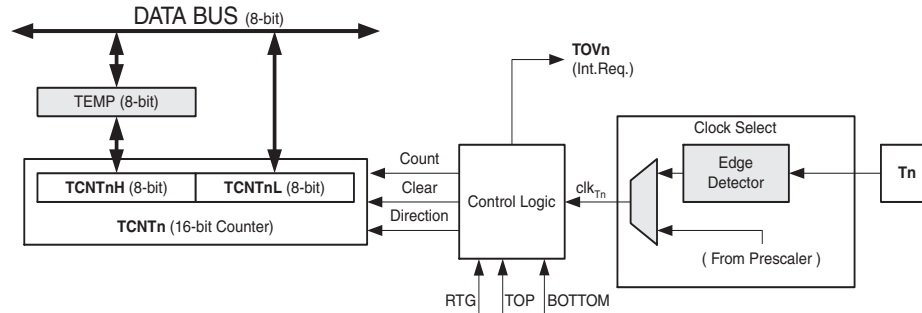 DATA BUS (8-bit)
TOVn
(Int.Req.)
TEMP (8-bit)
Clock Select
Count
Edge
Detector
Tn
TCNTnH (8-bit) TCNTnL (8-bit)
Clear
Control Logic
clkTn
TCNTn (16-bit Counter)
Direction
( From Prescaler )
RTG TOP BOTTOM